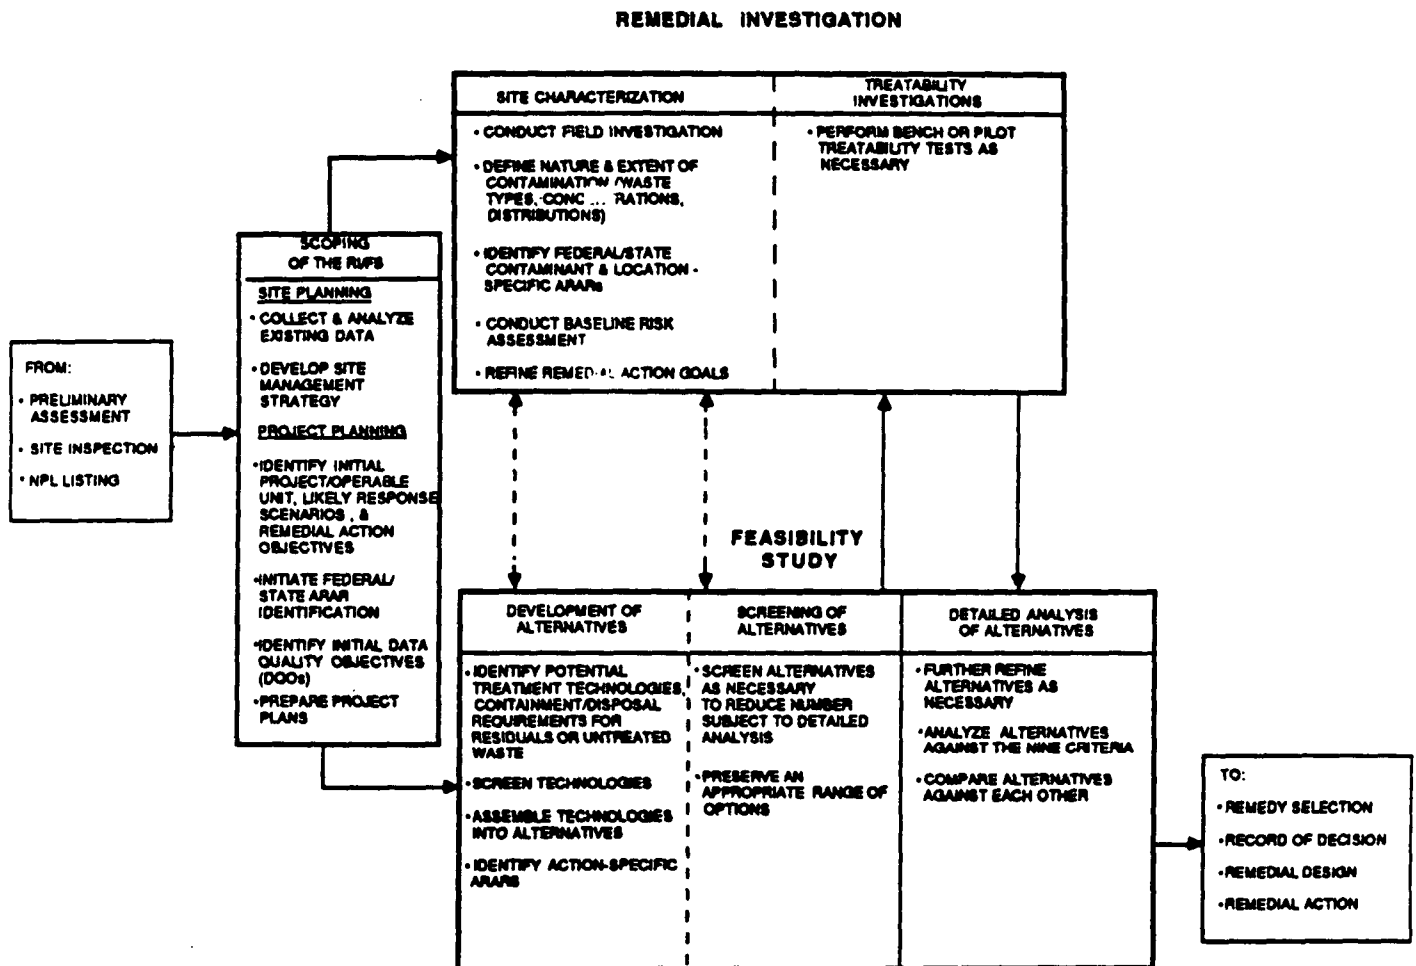 REMEDIAL INVESTIGATION
FROM:
• PRELIMINARY
ASSESSMENT
• SITE INSPECTION
• NPL LISTING
SCOPING
OF THE RI/FS
SITE PLANNING
• COLLECT & ANALYZE
EXISTING DATA
• DEVELOP SITE
MANAGEMENT
STRATEGY
PROJECT PLANNING
• IDENTIFY INITIAL
PROJECT/OPERABLE
UNIT, LIKELY RESPONSE
SCENARIOS, &
REMEDIAL ACTION
OBJECTIVES
• INITIATE FEDERAL/
STATE ARAR
IDENTIFICATION
• IDENTIFY INITIAL DATA
QUALITY OBJECTIVES
(DQOs)
• PREPARE PROJECT
PLANS
SITE CHARACTERIZATION
• CONDUCT FIELD INVESTIGATION
• DEFINE NATURE & EXTENT OF
CONTAMINATION (WASTE
TYPES,
DISTRIBUTIONS)
• IDENTIFY FEDERAL/STATE
CONTAMINANT & LOCATION -
SPECIFIC ARARs
• CONDUCT BASELINE RISK
ASSESSMENT
• REFINE REMEDIAL ACTION GOALS
TREATABILITY
INVESTIGATIONS
• PERFORM BENCH OR PILOT
TREATABILITY TESTS AS
NECESSARY
FEASIBILITY
STUDY
DEVELOPMENT OF
ALTERNATIVES
• IDENTIFY POTENTIAL
TREATMENT TECHNOLOGIES,
CONTAINMENT/DISPOSAL
REQUIREMENTS FOR
RESIDUALS OR UNTREATED
WASTE
• SCREEN TECHNOLOGIES
• ASSEMBLE TECHNOLOGIES
INTO ALTERNATIVES
• IDENTIFY ACTION-SPECIFIC
ARARS
SCREENING OF
ALTERNATIVES
• SCREEN ALTERNATIVES
AS NECESSARY
TO REDUCE NUMBER
SUBJECT TO DETAILED
ANALYSIS
• PRESERVE AN
APPROPRIATE RANGE OF
OPTIONS
DETAILED ANALYSIS
OF ALTERNATIVES
• FURTHER REFINE
ALTERNATIVES AS
NECESSARY
• ANALYZE ALTERNATIVES
AGAINST THE NINE CRITERIA
• COMPARE ALTERNATIVES
AGAINST EACH OTHER
TO:
• REMEDY SELECTION
• RECORD OF DECISION
• REMEDIAL DESIGN
• REMEDIAL ACTION